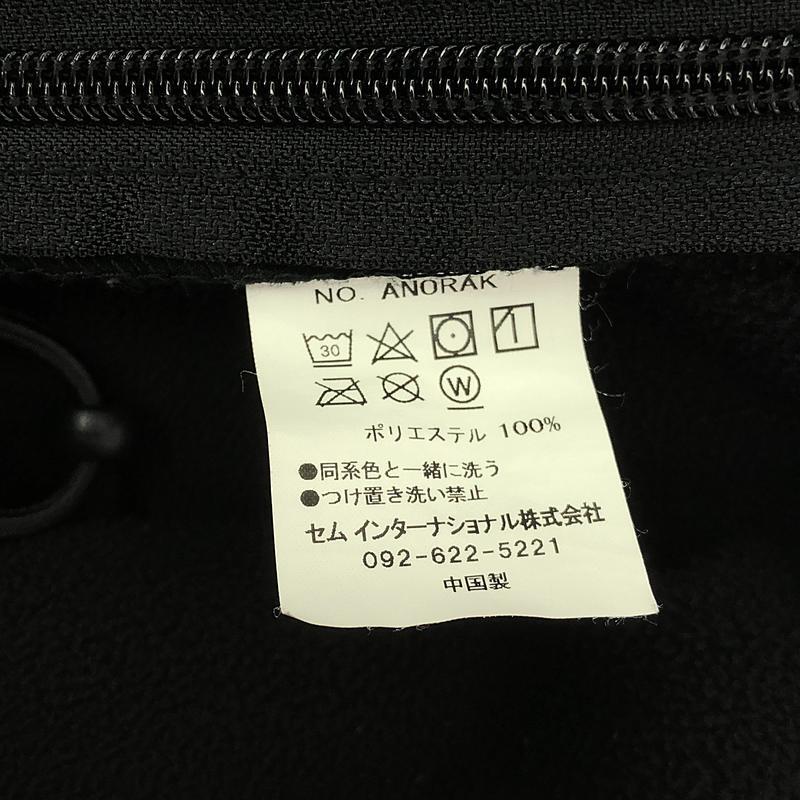 NO. ANORAK
30
W
ポリエステル 100%
●同系色と一緒に洗う
●つけ置き洗い禁止
セムインターナショナル株式会社
092-622-5221
中国製